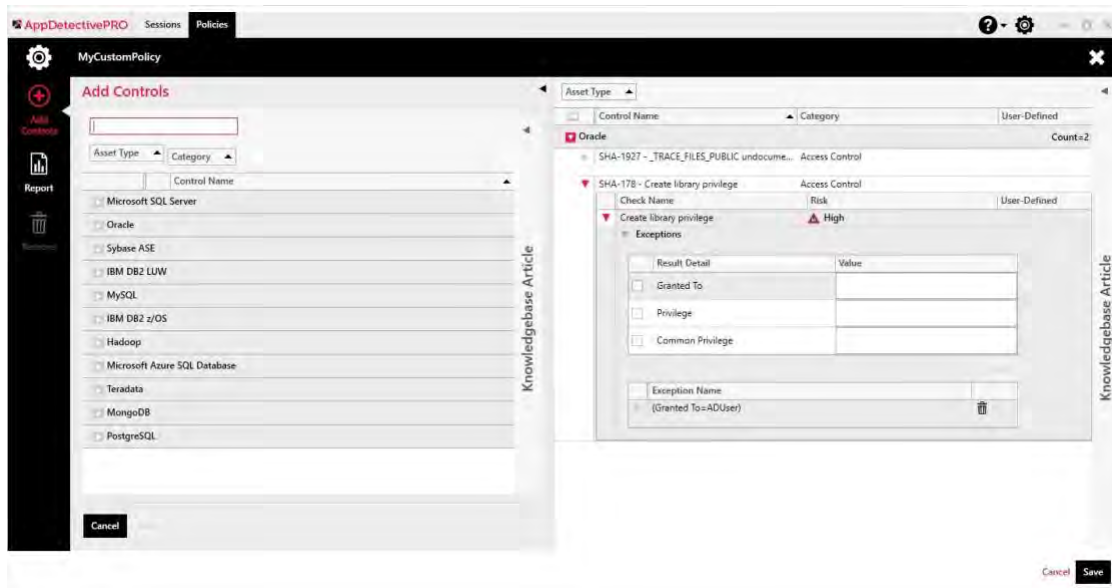 AppDetectivePRO Sessions Policies
MyCustomPolicy
Add Controls
Add Controls
Report
Remove
Asset Type Category
Control Name
Microsoft SQL Server
Oracle
Sybase ASE
IBM DB2 LUW
MySQL
IBM DB2 z/OS
Hadoop
Microsoft Azure SQL Database
Teradata
MongoDB
PostgreSQL
Cancel
Knowledgebase Article
Asset Type
Control Name Category User-Defined
Oracle Count=2
SHA-1927 - _TRACE_FILES_PUBLIC undocume... Access Control
SHA-178 - Create library privilege Access Control
Check Name Risk User-Defined
Create library privilege High
Exceptions
Result Detail Value
Granted To
Privilege
Common Privilege
Exception Name
(Granted To=ADUser)
Knowledgebase Article
Cancel Save